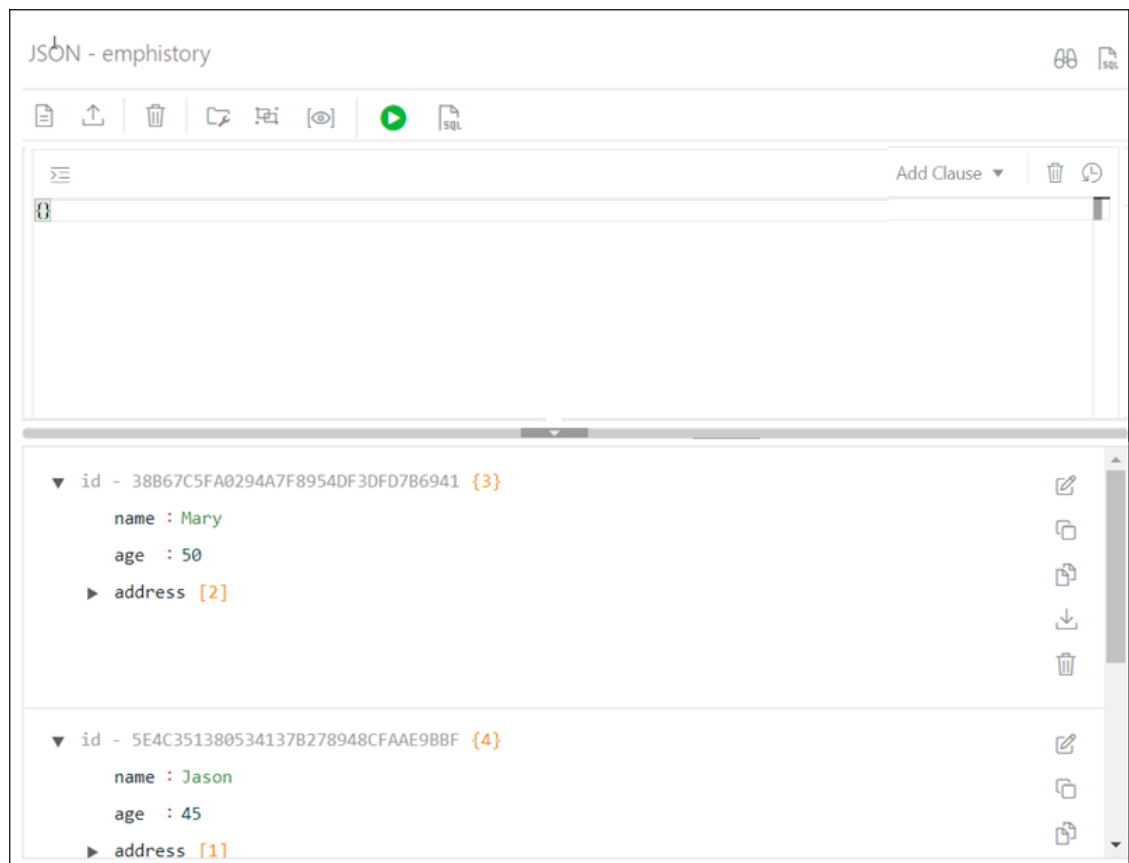 JSON - emphistory
SQL
SQL
Add Clause
{}
id - 38B67C5FA0294A7F8954DF3DFD7B6941 {3}
name : Mary
age : 50
address [2]
id - 5E4C351380534137B278948CFAAE9BBF {4}
name : Jason
age : 45
address [1]